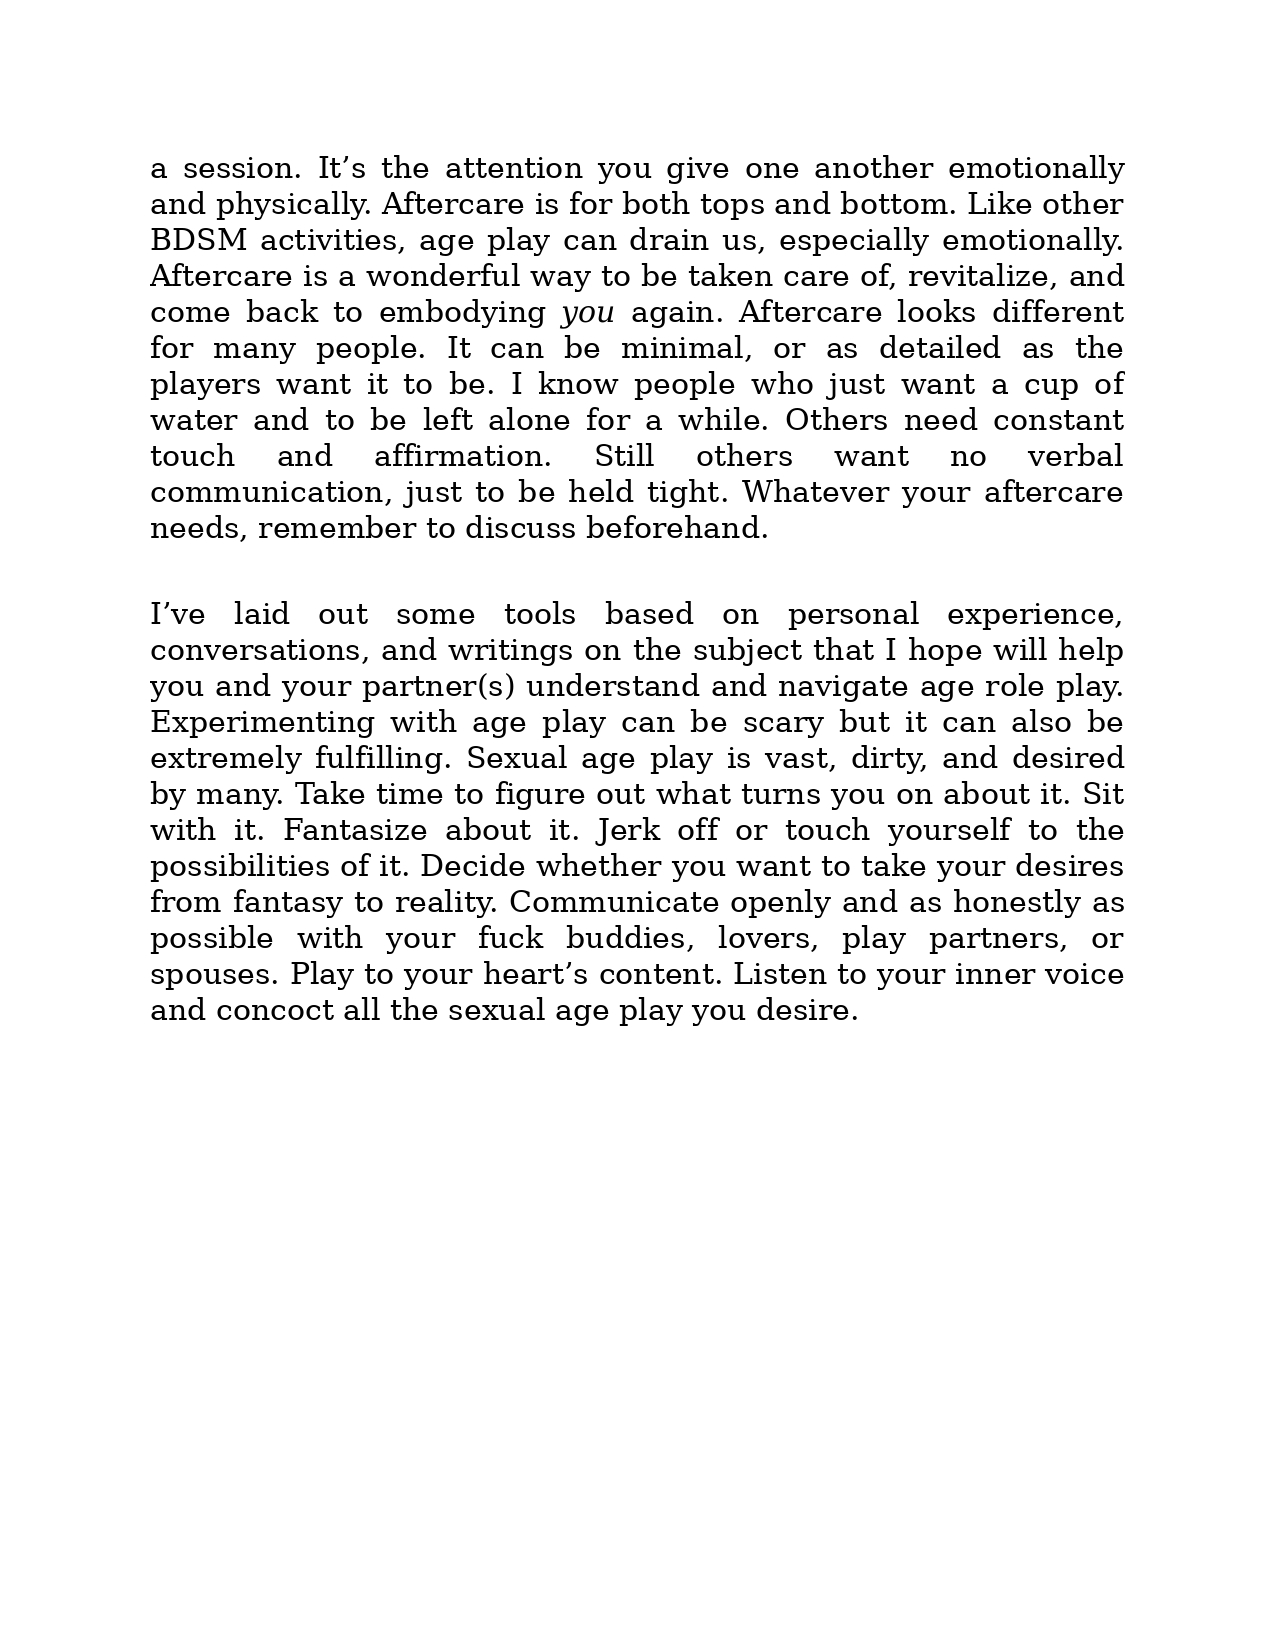 a session. It’s the attention you give one another emotionally
and physically. Aftercare is for both tops and bottom. Like other
BDSM activities, age play can drain us, especially emotionally.
Aftercare is a wonderful way to be taken care of, revitalize, and
come back to embodying you again. Aftercare looks different
for many people. It can be minimal, or as detailed as the
players want it to be. I know people who just want a cup of
water and to be left alone for a while. Others need constant
touch and affirmation. Still others want no verbal
communication, just to be held tight. Whatever your aftercare
needs, remember to discuss beforehand.
I’ve laid out some tools based on personal experience,
conversations, and writings on the subject that I hope will help
you and your partner(s) understand and navigate age role play.
Experimenting with age play can be scary but it can also be
extremely fulfilling. Sexual age play is vast, dirty, and desired
by many. Take time to figure out what turns you on about it. Sit
with it. Fantasize about it. Jerk off or touch yourself to the
possibilities of it. Decide whether you want to take your desires
from fantasy to reality. Communicate openly and as honestly as
possible with your fuck buddies, lovers, play partners, or
spouses. Play to your heart’s content. Listen to your inner voice
and concoct all the sexual age play you desire.